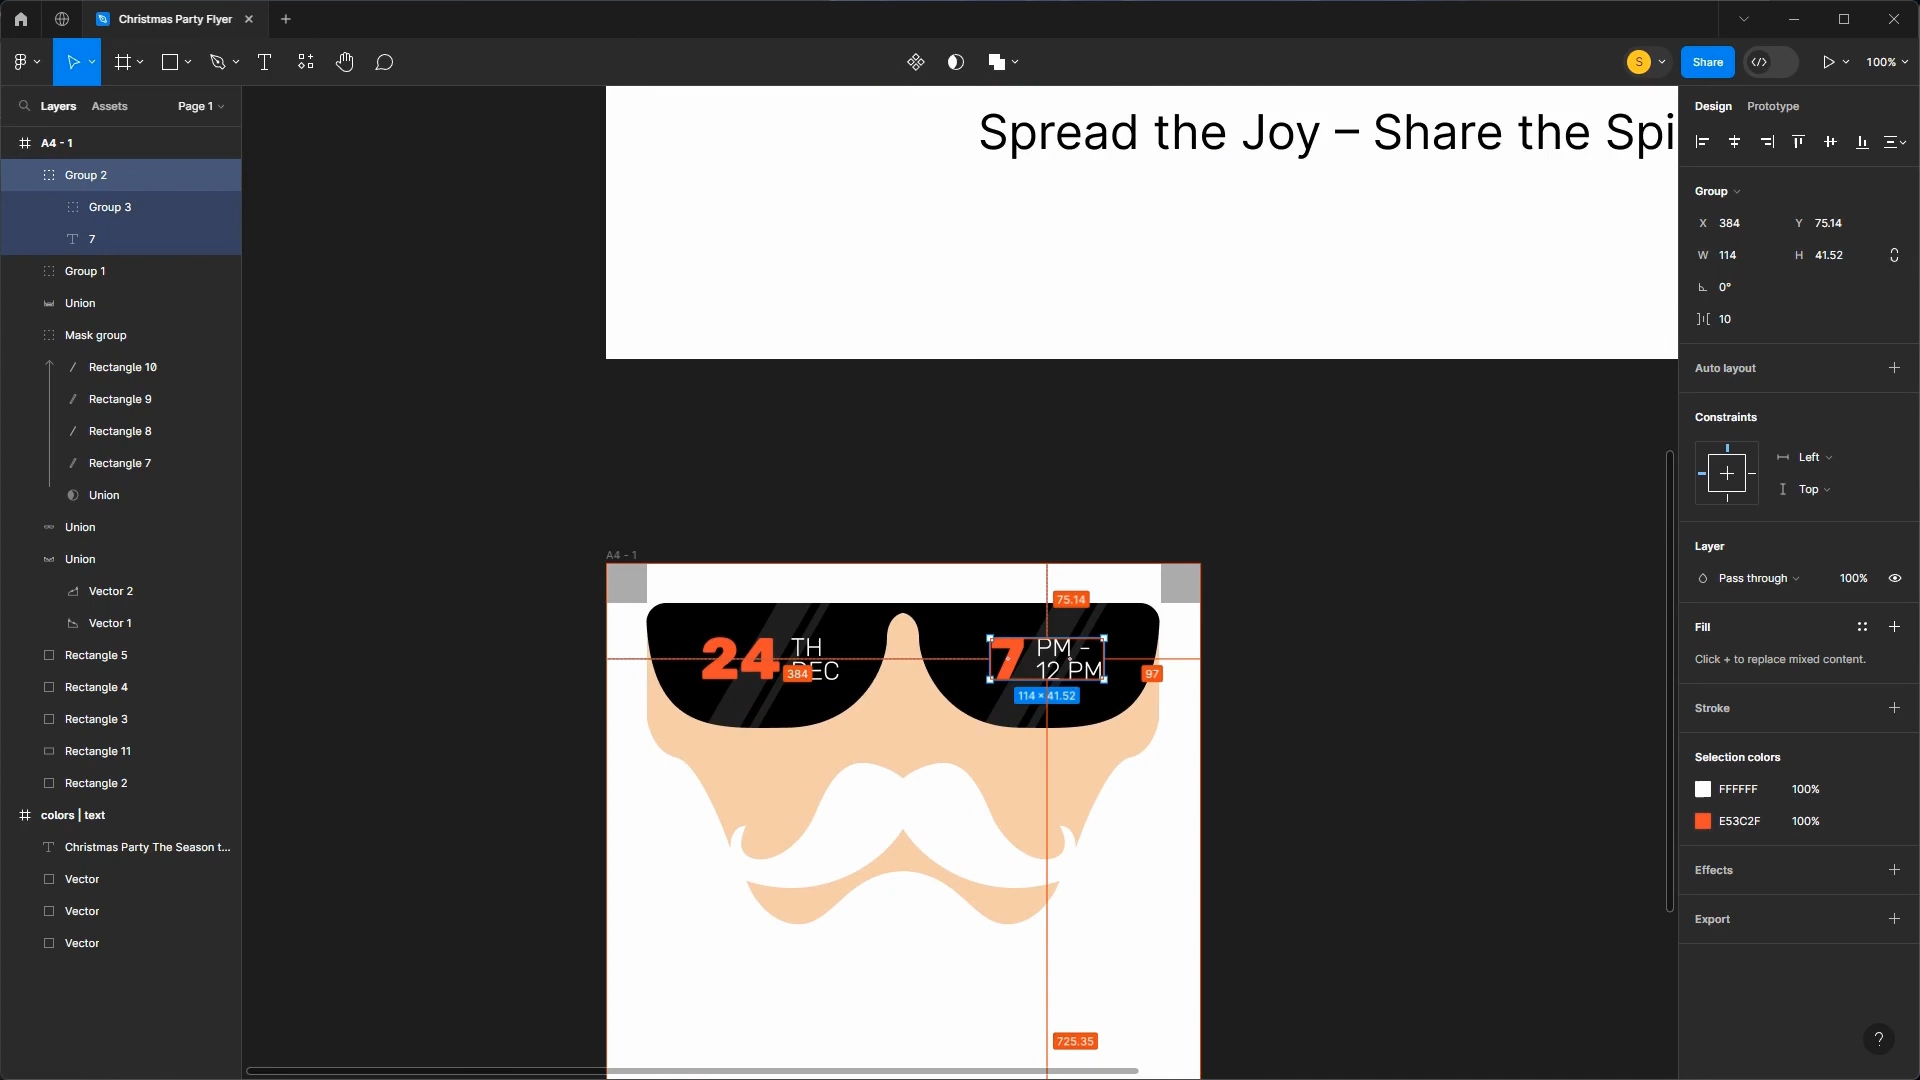 Christmas Party Flyer
S
Share
100%
Layers
Assets
Page 1
A4 - 1
Group 2
Group 3
7
Group 1
Union
Mask group
Rectangle 10
Rectangle 9
Rectangle 8
Rectangle 7
Union
Union
Union
Vector 2
Vector 1
Rectangle 5
Rectangle 4
Rectangle 3
Rectangle 11
Rectangle 2
colors | text
Christmas Party The Season t...
Vector
Vector
Vector
Spread the Joy – Share the Spi
A4 - 1
75.14
24
TH
DEC
384
7
PM -
12 PM
97
114 × 41.52
725.35
Design
Prototype
Group
X 384
Y 75.14
W 114
H 41.52
0°
10
Auto layout
Constraints
Left
Top
Layer
Pass through
100%
Fill
Click + to replace mixed content.
Stroke
Selection colors
FFFFFF 100%
E53C2F 100%
Effects
Export
?